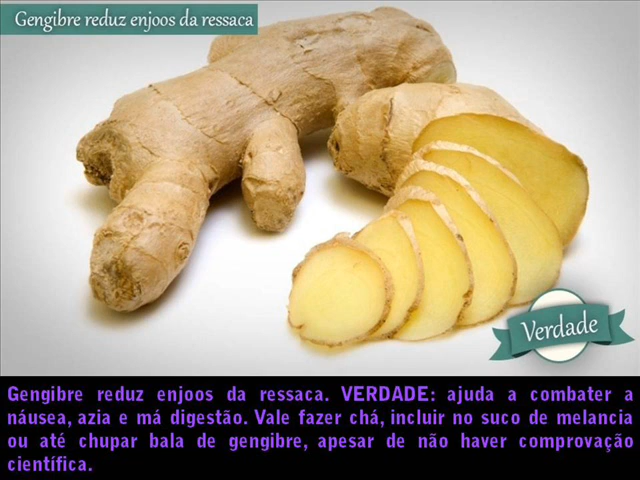 Gengibre reduz enjoos da ressaca
Verdade
Gengibre reduz enjoos da ressaca. VERDADE: ajuda a combater a
náusea, azia e má digestão. Vale fazer chá, incluir no suco de melancia
ou até chupar bala de gengibre, apesar de não haver comprovação
científica.